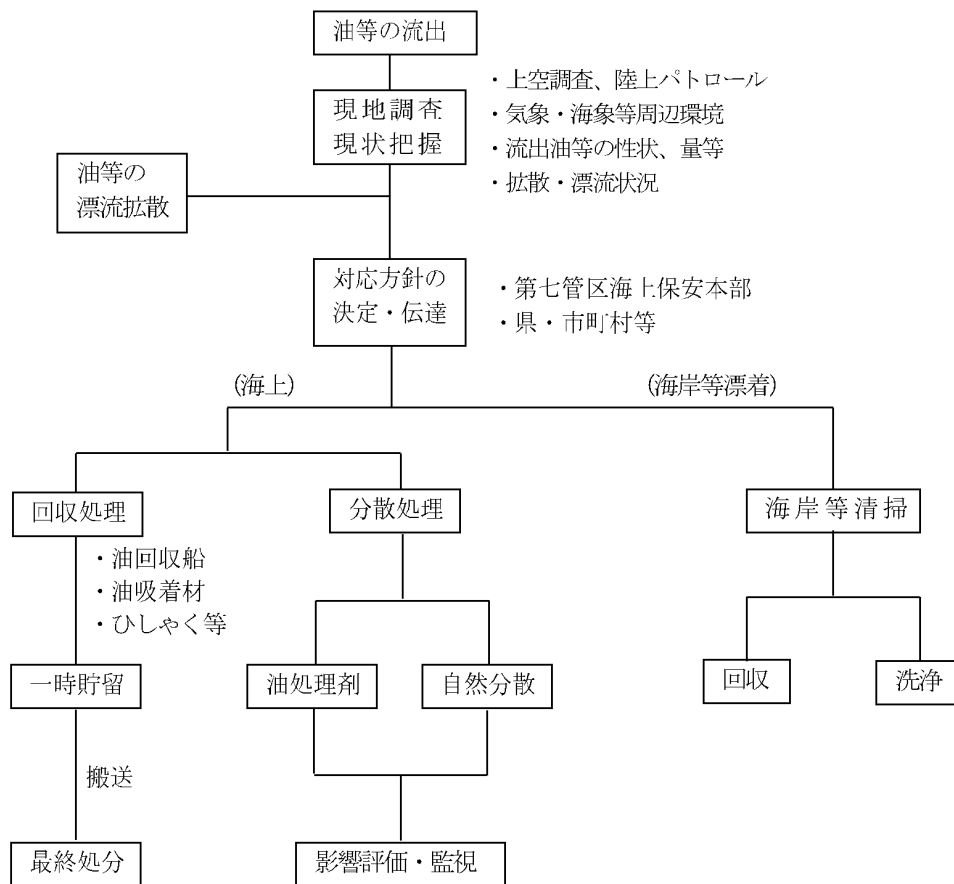 油等の流出
現地調査
現状把握
・上空調査、陸上パトロール
・気象・海象等周辺環境
・流出油等の性状、量等
・拡散・漂流状況
油等の
漂流拡散
対応方針の
決定・伝達
・第七管区海上保安本部
・県・市町村等
(海上)
(海岸等漂着)
回収処理
分散処理
海岸等清掃
・油回収船
・油吸着材
・ひしゃく等
一時貯留
油処理剤
自然分散
回収
洗浄
搬送
最終処分
影響評価・監視